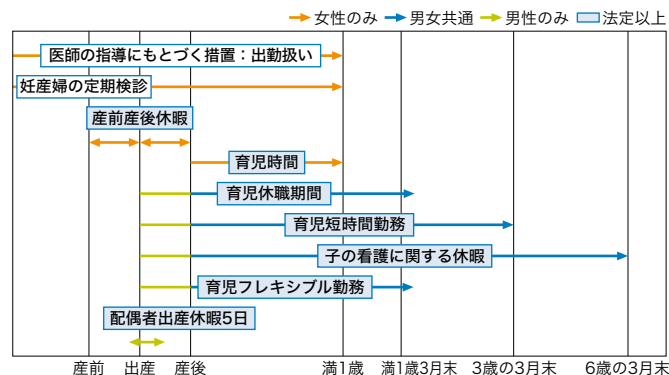 女性のみ 男女共通 男性のみ 法定以上
医師の指導にもとづく措置：出勤扱い
妊産婦の定期検診
産前産後休暇
育児時間
育児休職期間
育児短時間勤務
子の看護に関する休暇
育児フレキシブル勤務
配偶者出産休暇5日
産前 出産 産後 満1歳 満1歳3月末 3歳の3月末 6歳の3月末